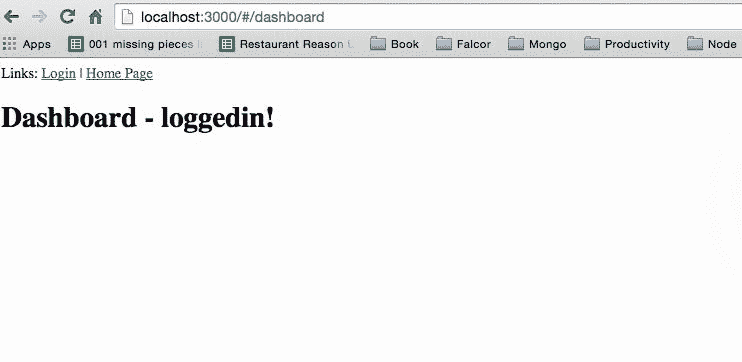 localhost:3000/#/dashboard
Apps 001 missing pieces Restaurant Reason Book Falcor Mongo Productivity Node
Links: Login | Home Page
Dashboard - loggedin!